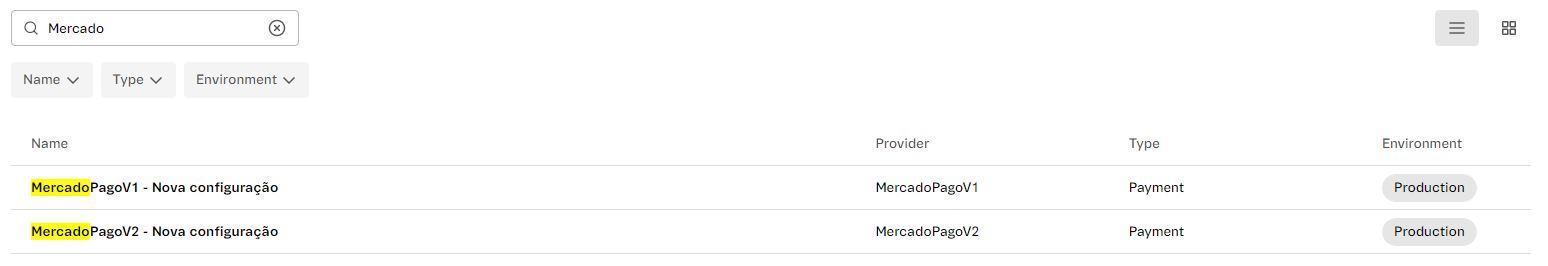 Mercado
Name Type Environment
Name Provider Type Environment
MercadoPagoV1 - Nova configuração MercadoPagoV1 Payment Production
MercadoPagoV2 - Nova configuração MercadoPagoV2 Payment Production